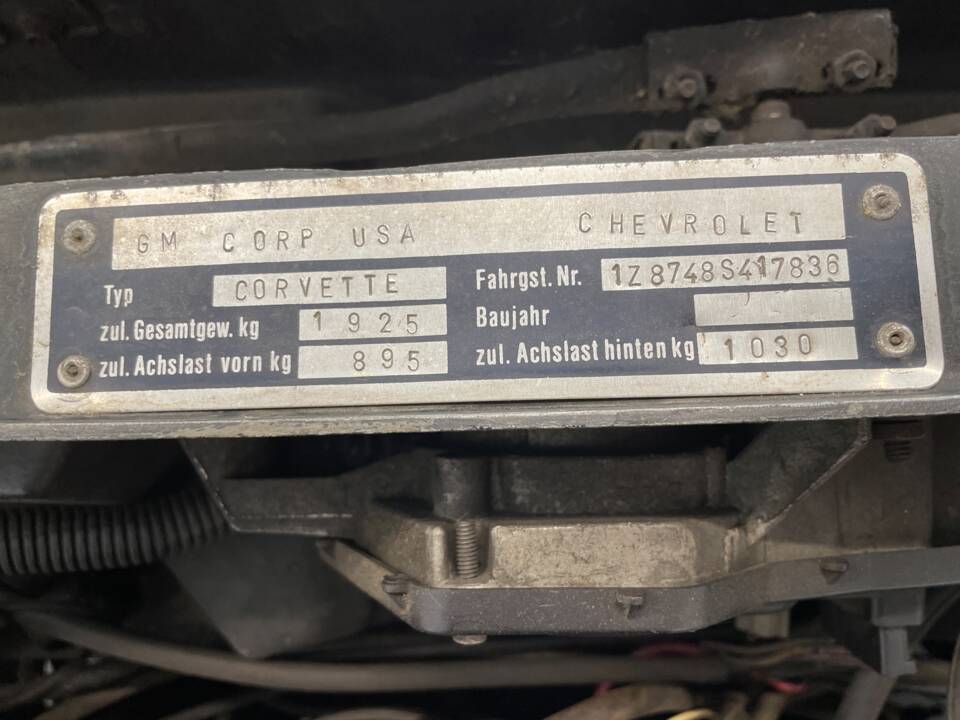 GM CORP USA CHEVROLET
Typ CORVETTE Fahrgst. Nr. 1Z8748S417836
zul. Gesamtgew. kg 1925 Baujahr
zul. Achslast vorn kg 895 zul. Achslast hinten kg 1030